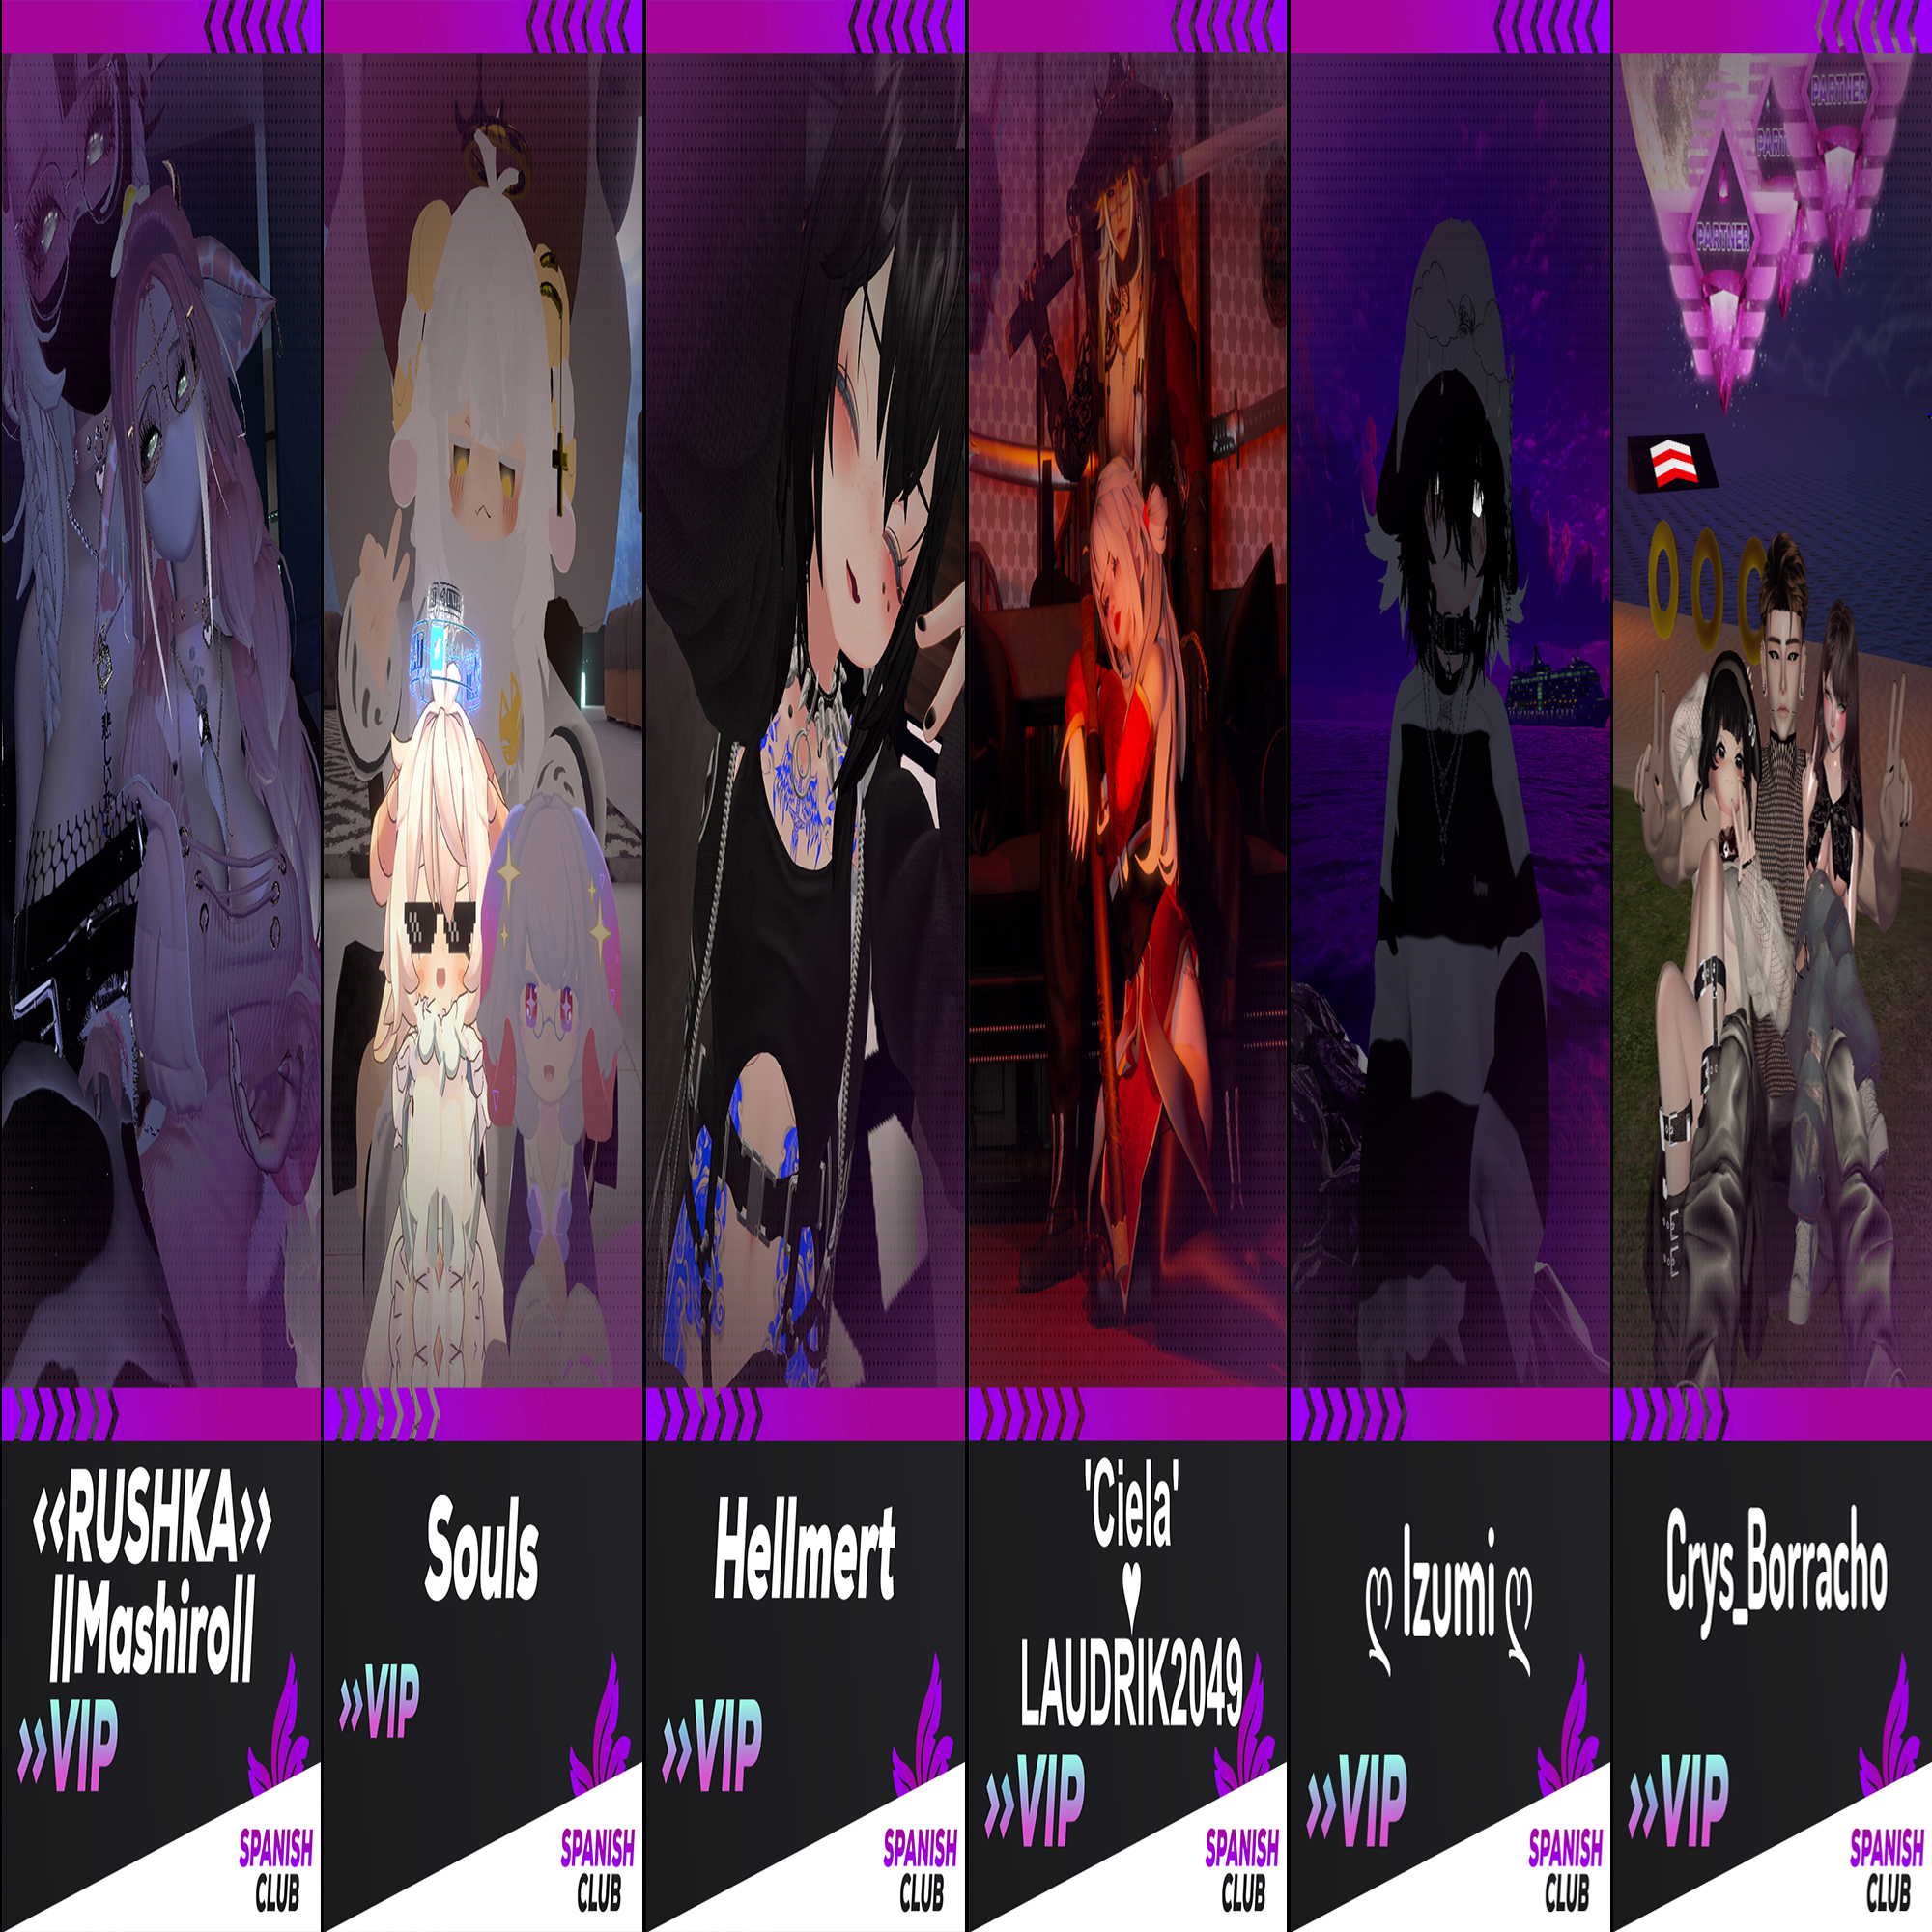 PARTNER
PARTNER
PART
‹‹RUSHKA››
||Mashiro||
››VIP
SPANISH
CLUB
Souls
››VIP
SPANISH
CLUB
Hellmert
››VIP
SPANISH
CLUB
'Ciela'
♥
LAUDRIK2049
››VIP
SPANISH
CLUB
ღ Izumi ღ
››VIP
SPANISH
CLUB
Crys_Borracho
››VIP
SPANISH
CLUB